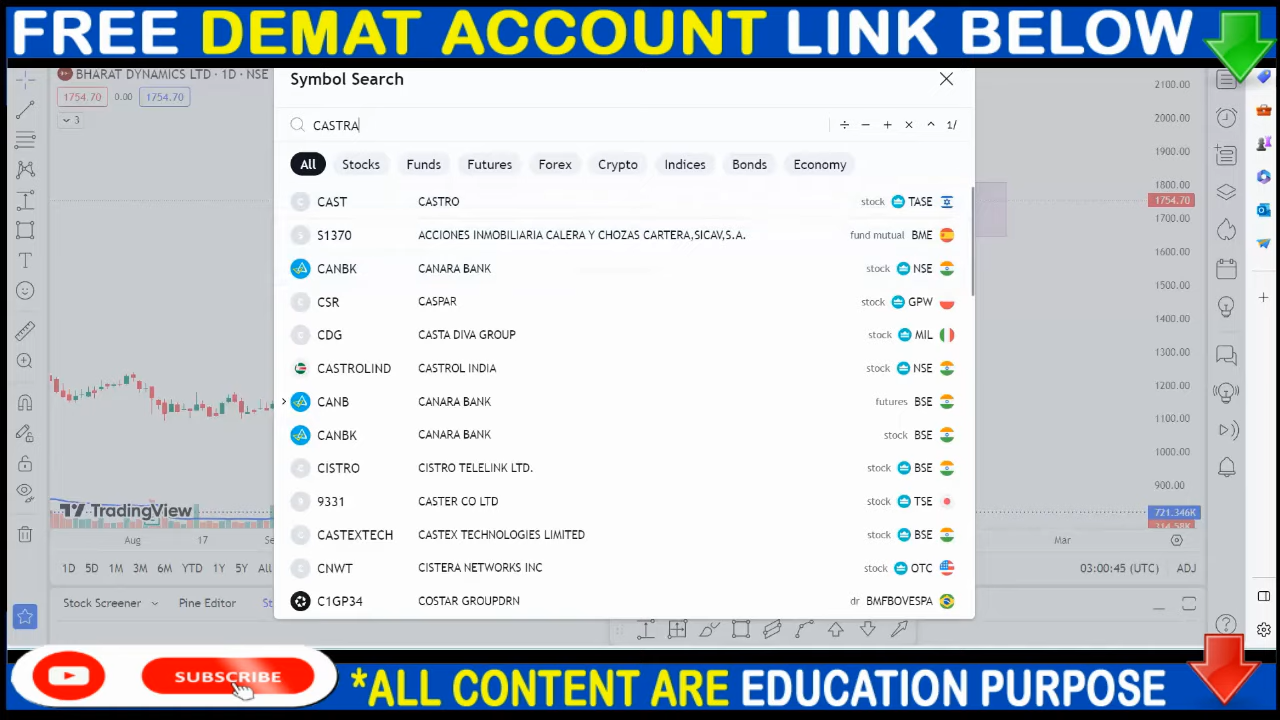 FREE DEMAT ACCOUNT LINK BELOW
BHARAT DYNAMICS LTD · 1D · NSE
1754.70 0.00 1754.70
3
Symbol Search
CASTRA
1/
All Stocks Funds Futures Forex Crypto Indices Bonds Economy
CAST CASTRO stock TASE
S1370 ACCIONES INMOBILIARIA CALERA Y CHOZAS CARTERA,SICAV,S.A. fund mutual BME
CANBK CANARA BANK stock NSE
CSR CASPAR stock GPW
CDG CASTA DIVA GROUP stock MIL
CASTROLIND CASTROL INDIA stock NSE
CANB CANARA BANK futures BSE
CANBK CANARA BANK stock BSE
CISTRO CISTRO TELELINK LTD. stock BSE
9331 CASTER CO LTD stock TSE
CASTEXTECH CASTEX TECHNOLOGIES LIMITED stock BSE
CNWT CISTERA NETWORKS INC stock OTC
C1GP34 COSTAR GROUPDRN dr BMFBOVESPA
2100.00
2000.00
1900.00
1800.00
1754.70
1700.00
1600.00
1500.00
1400.00
1300.00
1200.00
1100.00
1000.00
900.00
721.346K
TradingView
Aug 17 Se Mar
1D 5D 1M 3M 6M YTD 1Y 5Y All 03:00:45 (UTC) ADJ
Stock Screener Pine Editor St
SUBSCRIBE
*ALL CONTENT ARE EDUCATION PURPOSE